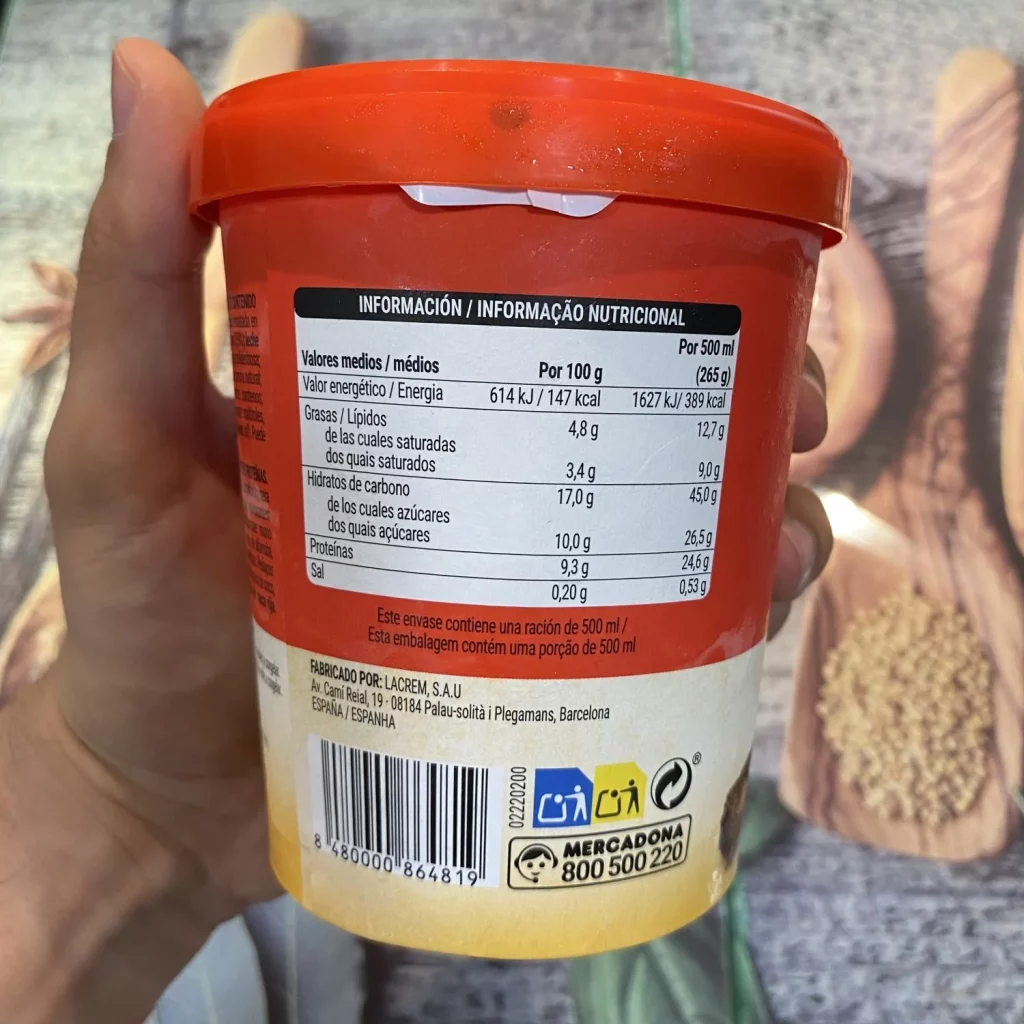 INFORMACIÓN / INFORMAÇÃO NUTRICIONAL
Valores medios / médios Por 100 g Por 500 ml (265 g)
Valor energético / Energia 614 kJ / 147 kcal 1627 kJ/ 389 kcal
Grasas / Lípidos 4,8 g 12,7 g
de las cuales saturadas
dos quais saturados 3,4 g 9,0 g
Hidratos de carbono 17,0 g 45,0 g
de los cuales azúcares
dos quais açúcares 10,0 g 26,5 g
Proteínas 9,3 g 24,6 g
Sal 0,20 g 0,53 g
Este envase contiene una ración de 500 ml /
Esta embalagem contém uma porção de 500 ml
FABRICADO POR: LACREM, S.A.U
Av. Camí Reial, 19 - 08184 Palau-solità i Plegamans, Barcelona
ESPAÑA / ESPANHA
8 480000 864819
02220200
®
MERCADONA
800 500 220